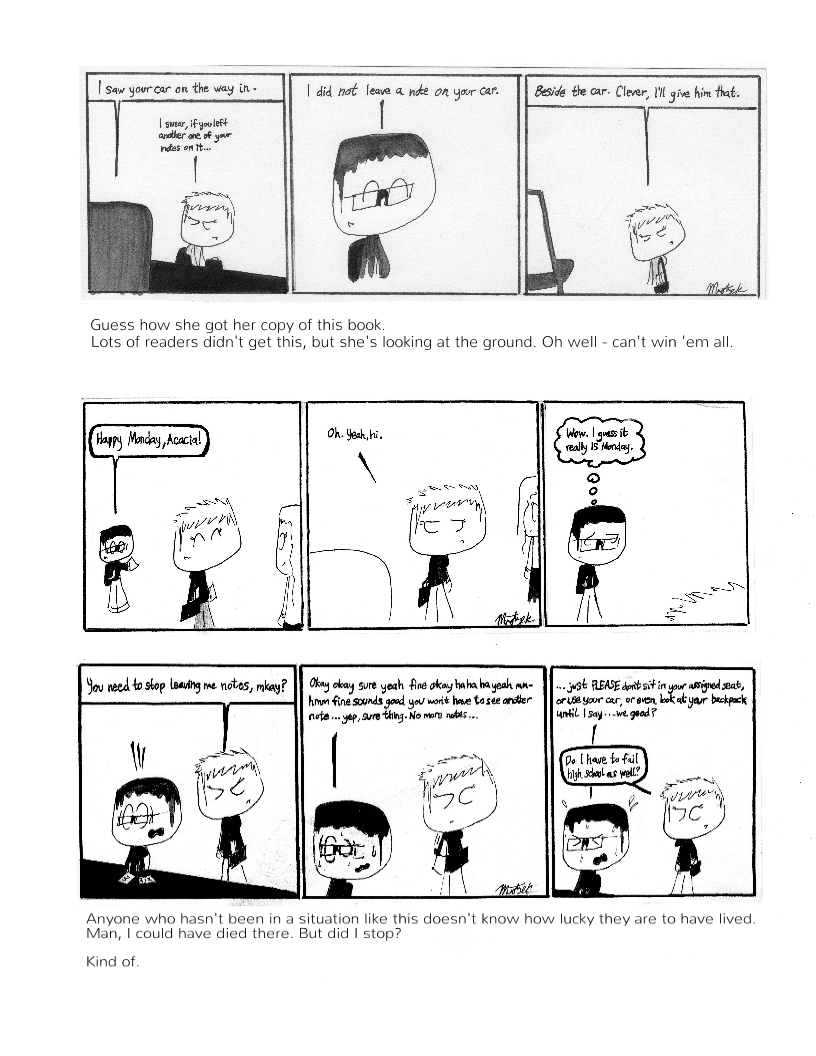 I saw your car on the way in-
I swear, if you left
another one of your
notes on it...
I did not leave a note on your car.
Beside the car. Clever, I'll give him that.
Guess how she got her copy of this book.
Lots of readers didn't get this, but she's looking at the ground. Oh well - can't win 'em all.
Happy Monday, Acacia!
Oh. Yeah, hi.
Wow. I guess it
really IS Monday.
You need to stop leaving me notes, mkay?
Okay okay sure yeah fine okay ha ha ha yeah mm-
hmm fine sounds good you won't have to see another
note... yep, sure thing. No more notes...
...just PLEASE don't sit in your assigned seat,
or use your car, or even look at your backpack
until I say... we good?
Do I have to fail
high school as well?
Anyone who hasn't been in a situation like this doesn't know how lucky they are to have lived.
Man, I could have died there. But did I stop?
Kind of.